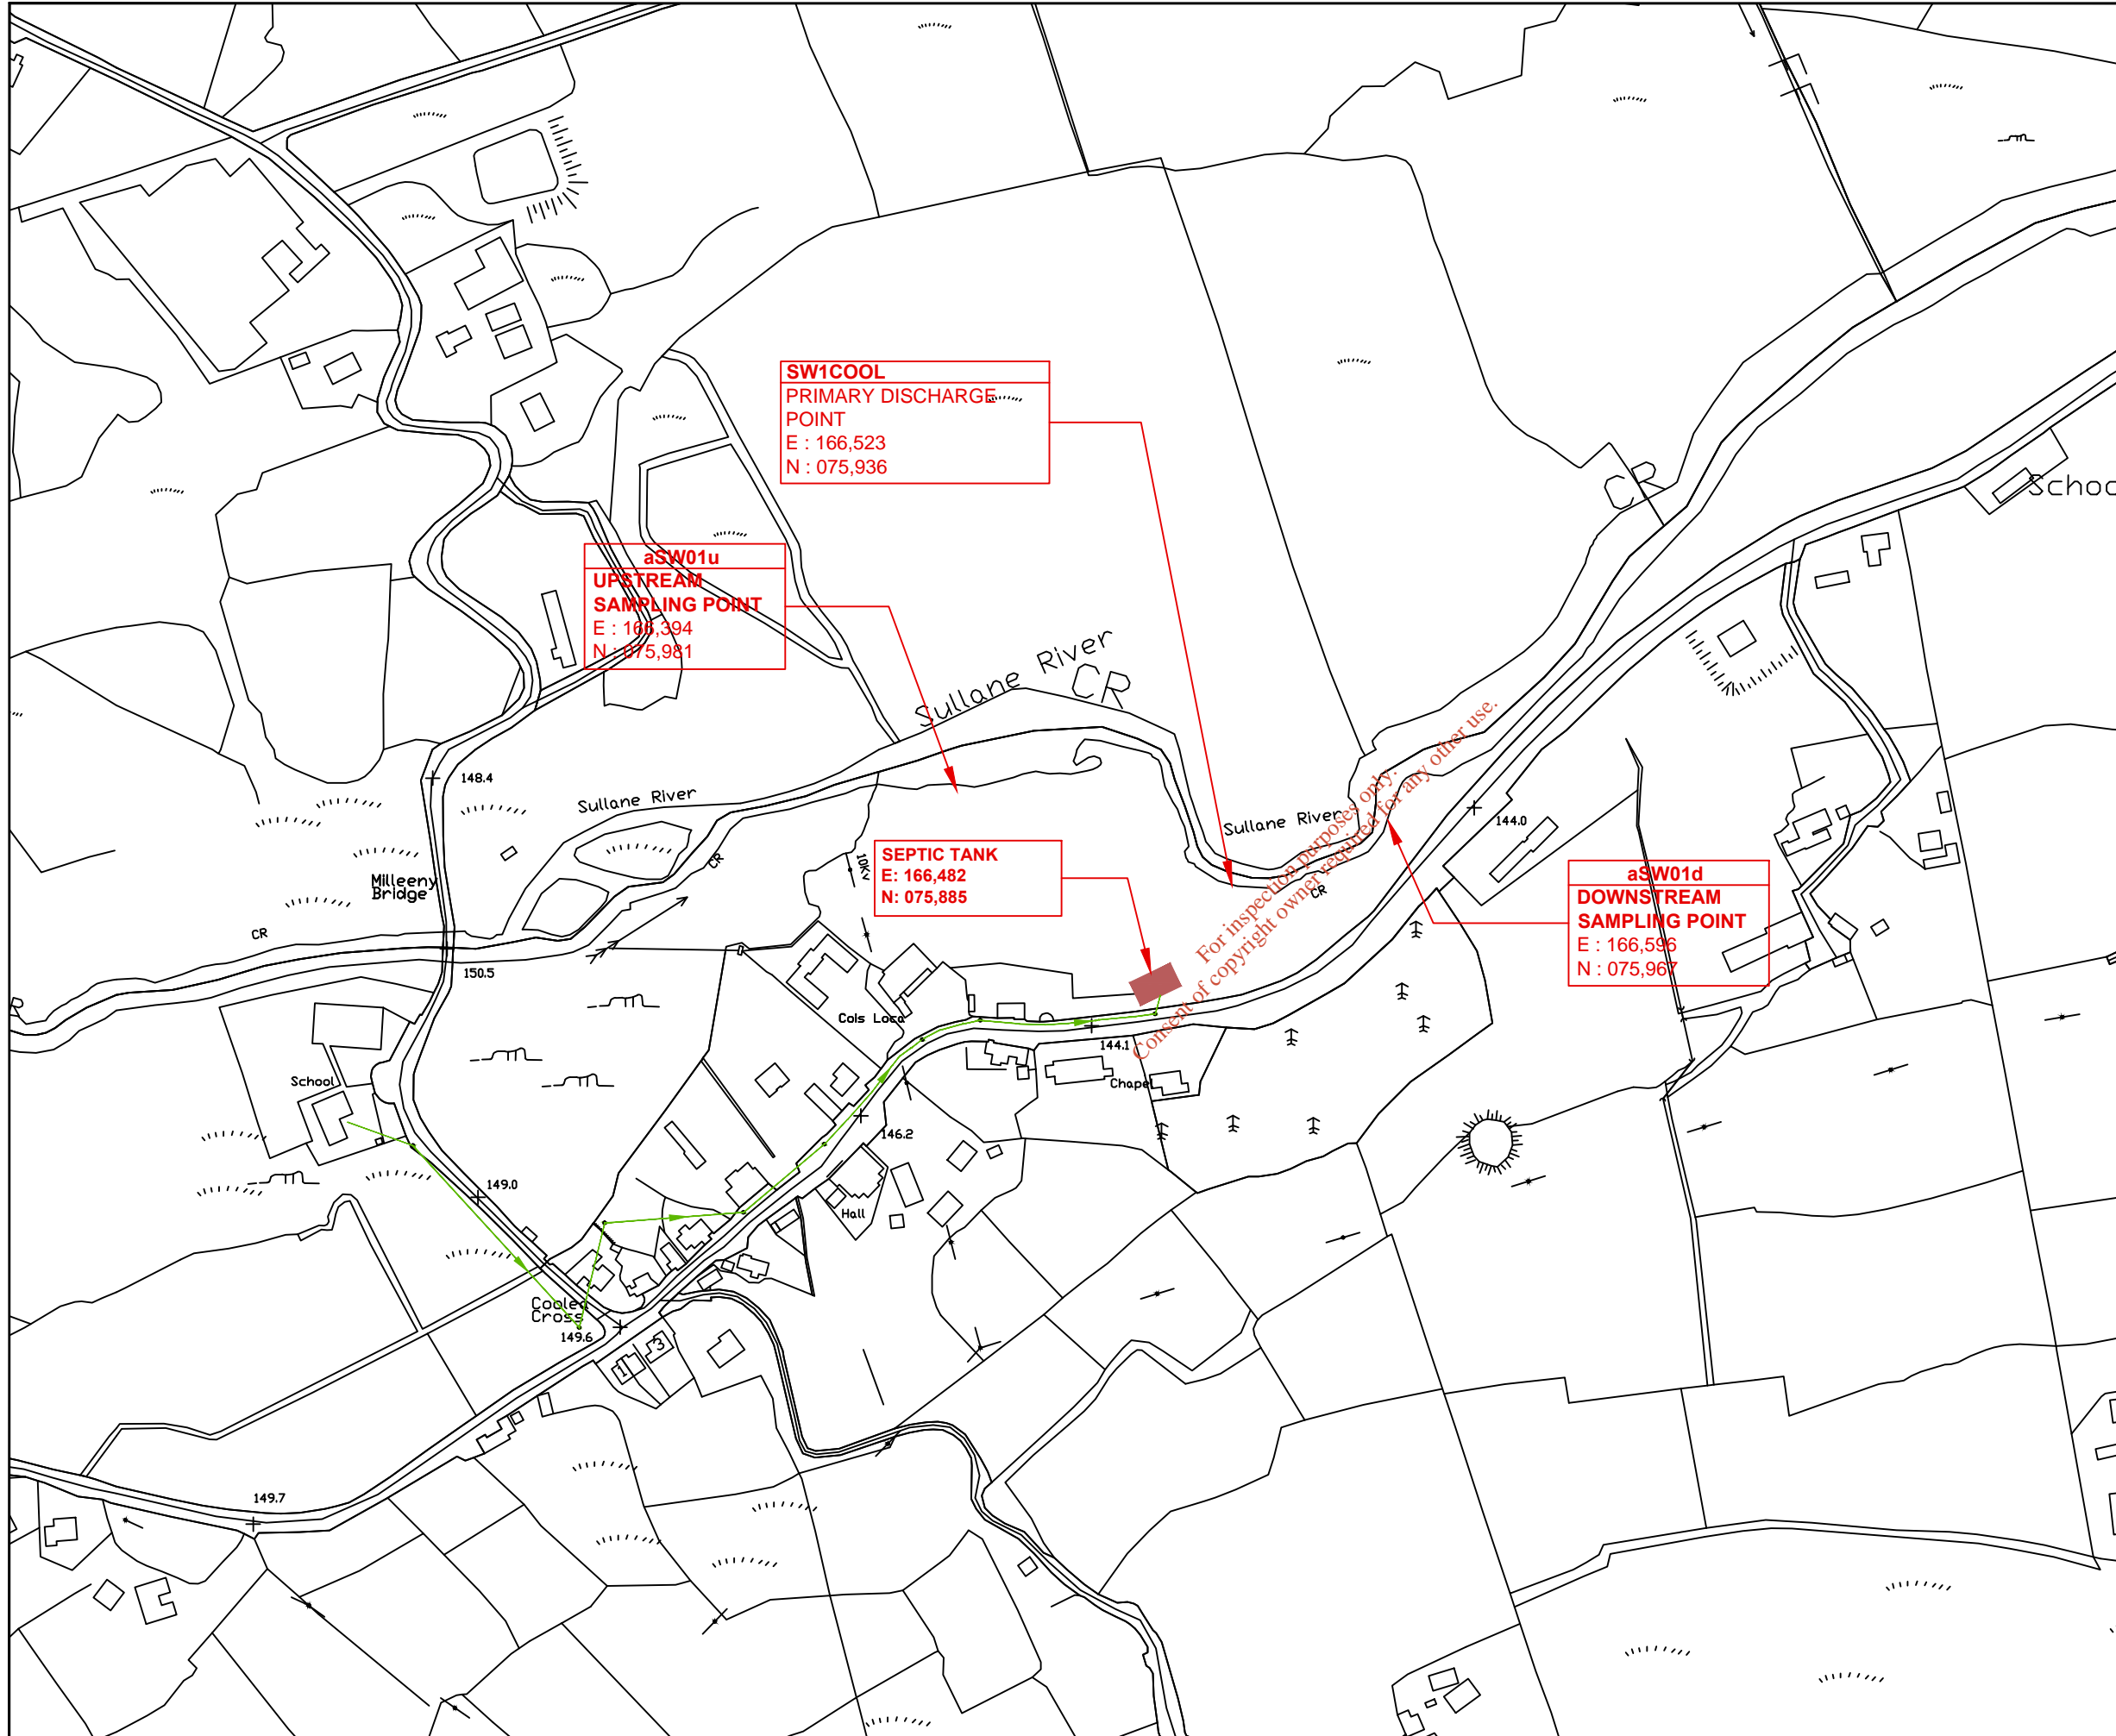 SW1COOL
PRIMARY DISCHARGE
POINT
E : 166,523
N : 075,936
CR
School
aSW01u
UPSTREAM
SAMPLING POINT
E : 166,394
N : 075,981
Sullane River
CR
148.4
Sullane River
Sullane River
144.0
CR
10Kv
SEPTIC TANK
E: 166,482
N: 075,885
CR
aSW01d
DOWNSTREAM
SAMPLING POINT
E : 166,596
N : 075,967
Milleeny
Bridge
CR
150.5
For inspection purposes only.
Consent of copyright owner required for any other use.
Cols Loca
144.1
School
Chapel
146.2
149.0
Hall
Coolea
Cross
149.6
1
3
149.7